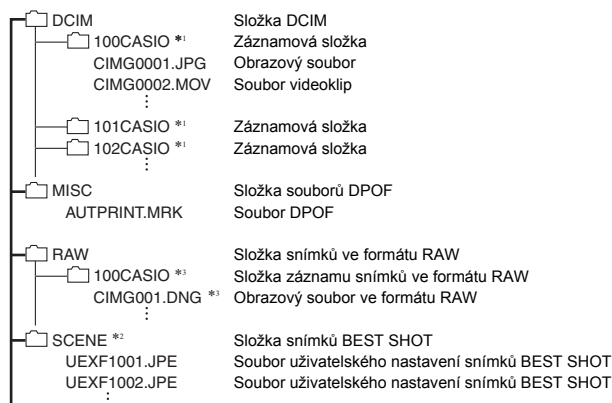 DCIM Složka DCIM
100CASIO *1 Záznamová složka
CIMG0001.JPG Obrazový soubor
CIMG0002.MOV Soubor videoklip
101CASIO *1 Záznamová složka
102CASIO *1 Záznamová složka
MISC Složka souborů DPOF
AUTPRINT.MRK Soubor DPOF
RAW Složka snímků ve formátu RAW
100CASIO *3 Složka záznamu snímků ve formátu RAW
CIMG001.DNG *3 Obrazový soubor ve formátu RAW
SCENE *2 Složka snímků BEST SHOT
UEXF1001.JPE Soubor uživatelského nastavení snímků BEST SHOT
UEXF1002.JPE Soubor uživatelského nastavení snímků BEST SHOT